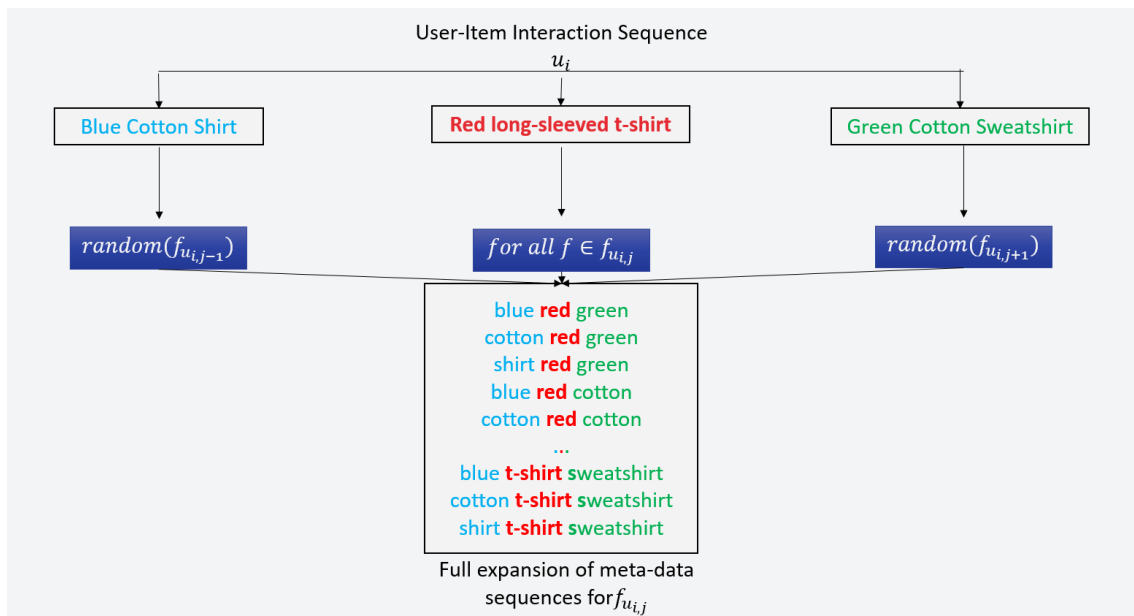 User-Item Interaction Sequence
u_i
Blue Cotton Shirt
Red long-sleeved t-shirt
Green Cotton Sweatshirt
random(f_{u_{i,j-1}})
for all f ∈ f_{u_{i,j}}
random(f_{u_{i,j+1}})
blue red green
cotton red green
shirt red green
blue red cotton
cotton red cotton
...
blue t-shirt sweatshirt
cotton t-shirt sweatshirt
shirt t-shirt sweatshirt
Full expansion of meta-data
sequences for f_{u_{i,j}}